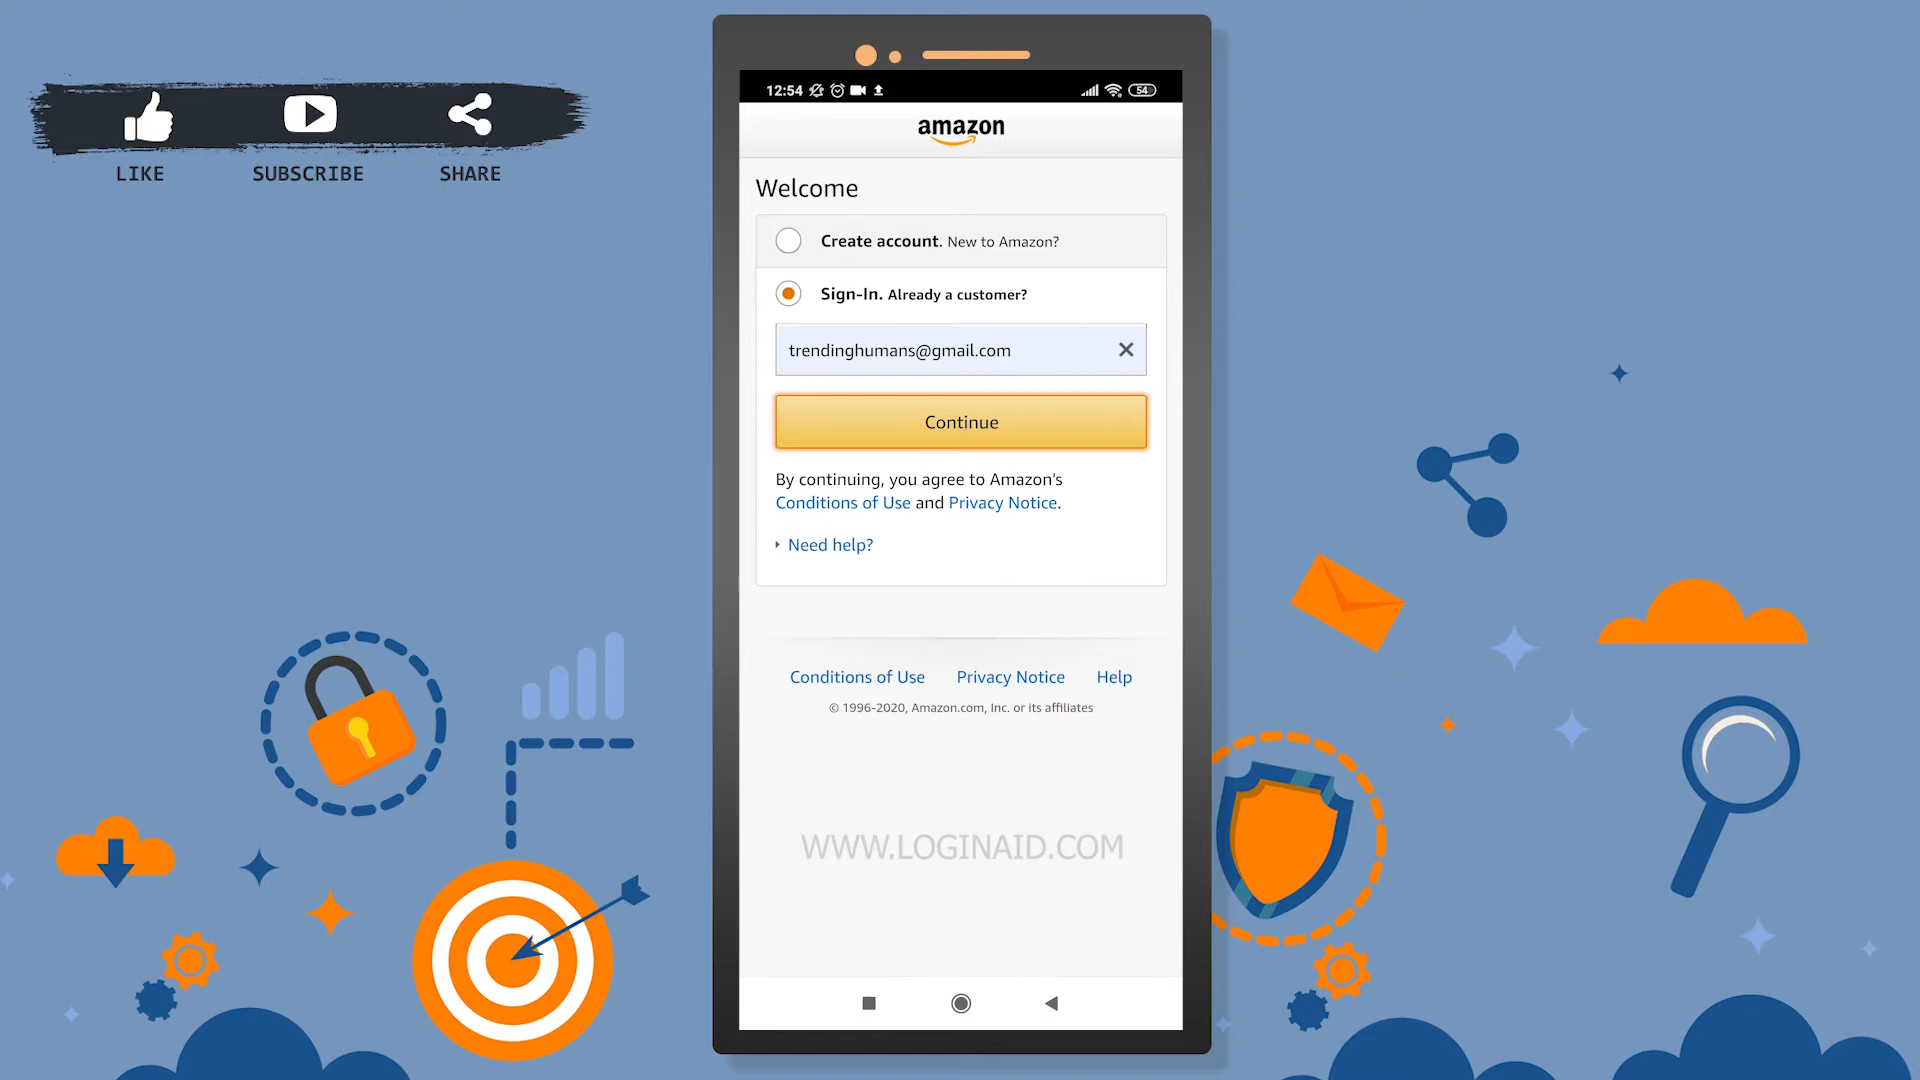 LIKE
SUBSCRIBE
SHARE
12:54
54
amazon
Welcome
Create account. New to Amazon?
Sign-In. Already a customer?
trendinghumans@gmail.com
Continue
By continuing, you agree to Amazon's
Conditions of Use and Privacy Notice.
Need help?
Conditions of Use Privacy Notice Help
© 1996-2020, Amazon.com, Inc. or its affiliates
WWW.LOGINAID.COM